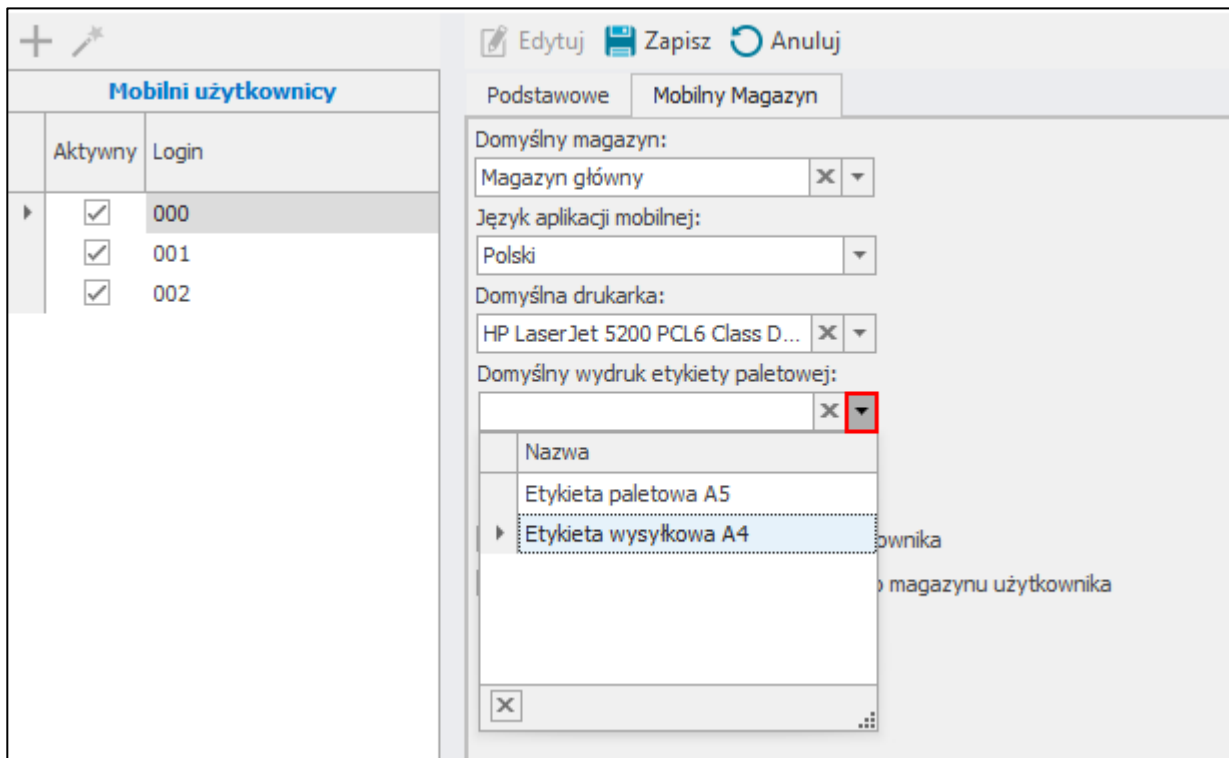 Edytuj Zapisz Anuluj
Mobilni użytkownicy
Aktywny Login
000
001
002
Podstawowe Mobilny Magazyn
Domyślny magazyn:
Magazyn główny
Język aplikacji mobilnej:
Polski
Domyślna drukarka:
HP LaserJet 5200 PCL6 Class D...
Domyślny wydruk etykiety paletowej:
Nazwa
Etykieta paletowa A5
Etykieta wysyłkowa A4
magazynu użytkownika